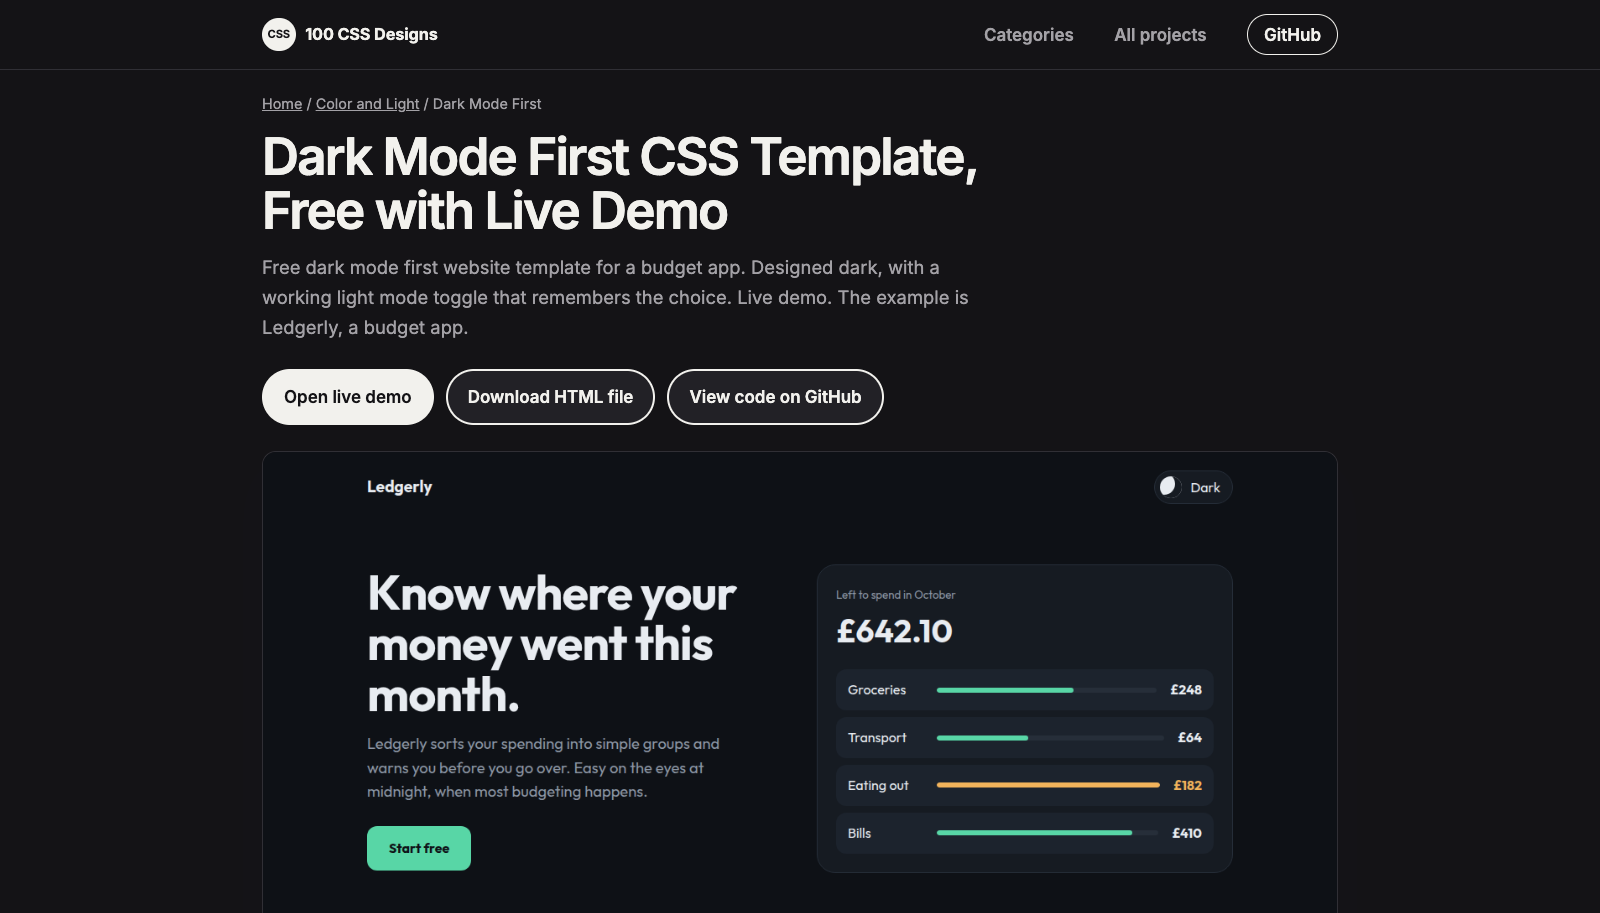 CSS 100 CSS Designs
Categories
All projects
GitHub
Home / Color and Light / Dark Mode First
Dark Mode First CSS Template,
Free with Live Demo
Free dark mode first website template for a budget app. Designed dark, with a
working light mode toggle that remembers the choice. Live demo. The example is
Ledgerly, a budget app.
Open live demo
Download HTML file
View code on GitHub
Ledgerly
Dark
Know where your
money went this
month.
Ledgerly sorts your spending into simple groups and
warns you before you go over. Easy on the eyes at
midnight, when most budgeting happens.
Start free
Left to spend in October
£642.10
Groceries £248
Transport £64
Eating out £182
Bills £410